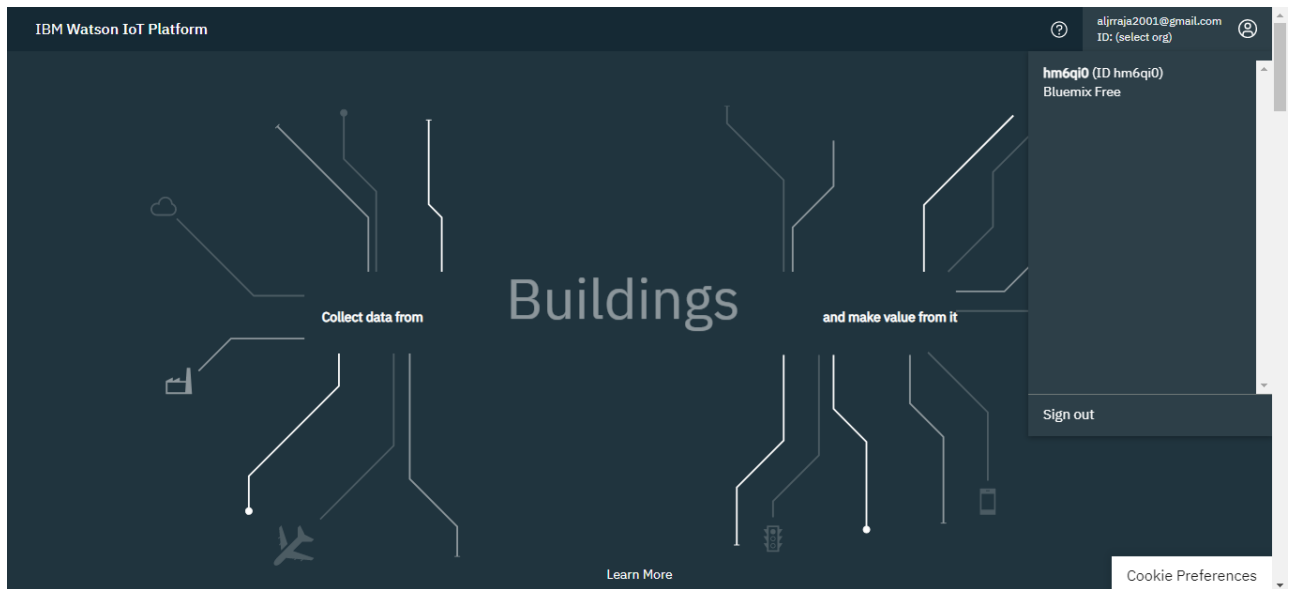 IBM Watson IoT Platform
aljrraja2001@gmail.com
ID: (select org)
hm6qi0 (ID hm6qi0)
Bluemix Free
Collect data from
Buildings
and make value from it
Sign out
Learn More
Cookie Preferences